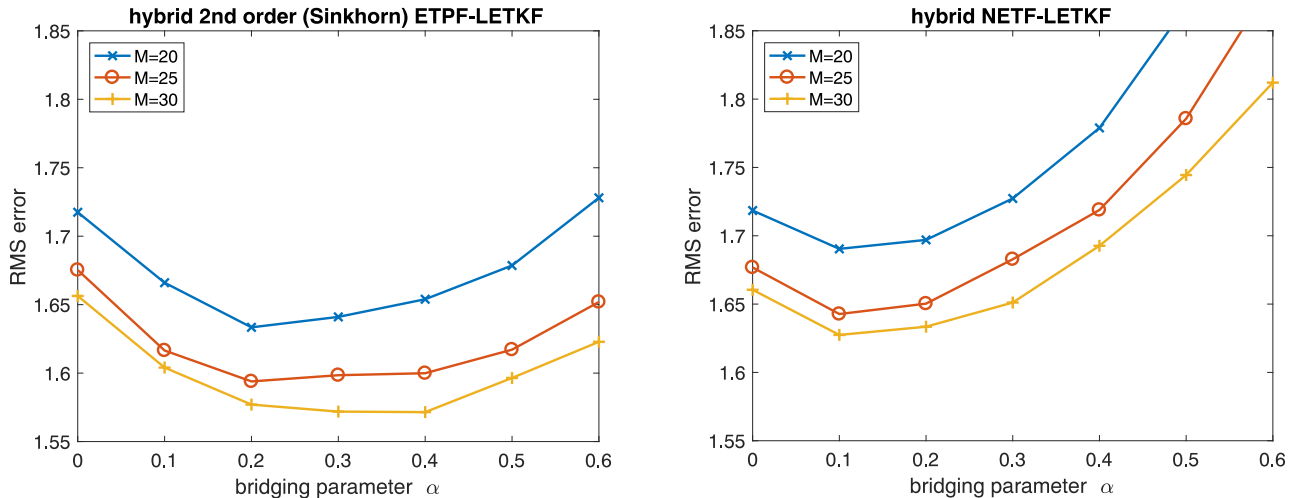 hybrid 2nd order (Sinkhorn) ETPF-LETKF
1.85
1.8
1.75
1.7
1.65
1.6
1.55
RMS error
M=20
M=25
M=30
0 0.1 0.2 0.3 0.4 0.5 0.6
bridging parameter α
hybrid NETF-LETKF
1.85
1.8
1.75
1.7
1.65
1.6
1.55
RMS error
M=20
M=25
M=30
0 0.1 0.2 0.3 0.4 0.5 0.6
bridging parameter α